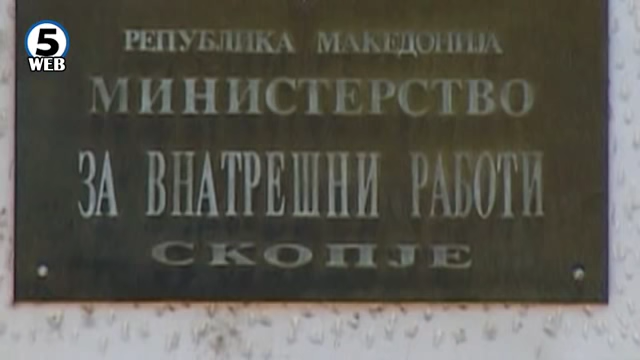 5
WEB
РЕПУБЛИКА МАКЕДОНИЈА
МИНИСТЕРСТВО
ЗА ВНАТРЕШНИ РАБОТИ
СКОПЈЕ